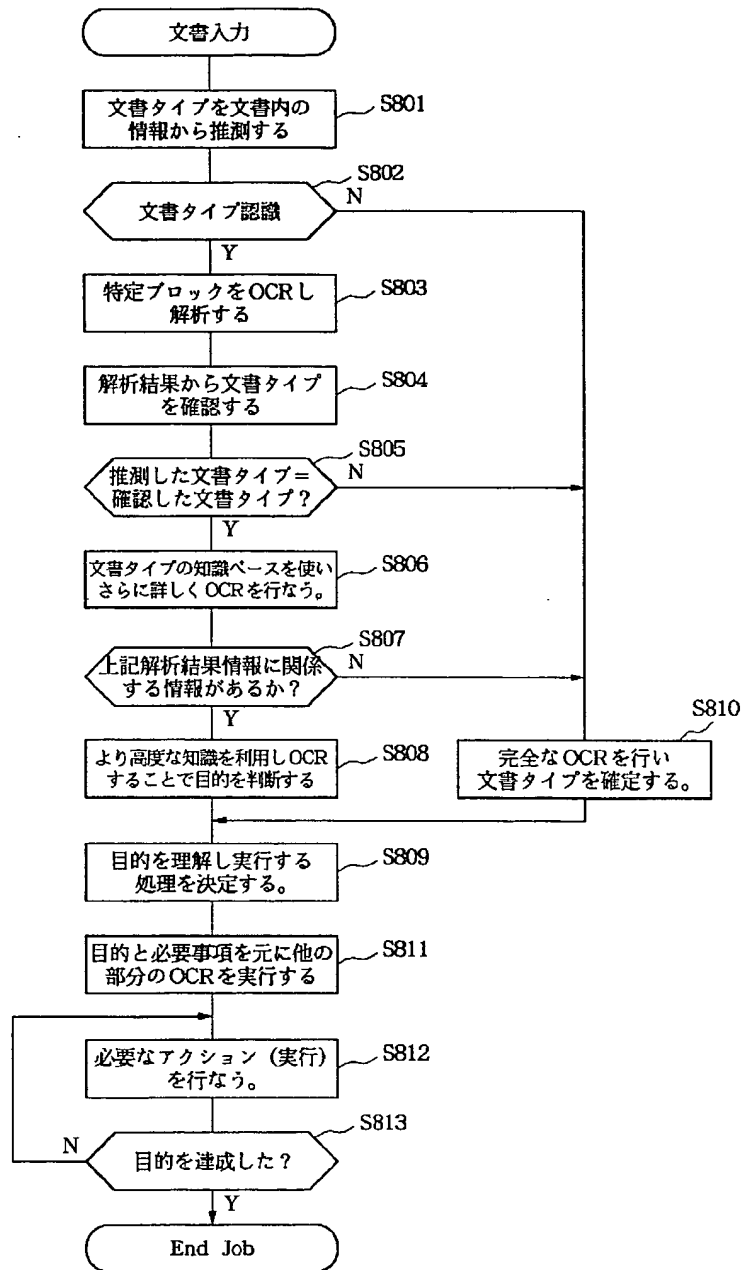 文書入力
文書タイプを文書内の
情報から推測する
S801
S802
文書タイプ認識
N
Y
特定ブロックをOCRし
解析する
S803
解析結果から文書タイプ
を確認する
S804
S805
推測した文書タイプ＝
確認した文書タイプ？
N
Y
文書タイプの知識ベースを使い
さらに詳しくOCRを行なう。
S806
S807
上記解析結果情報に関係
する情報があるか？
N
Y
より高度な知識を利用しOCR
することで目的を判断する
S808
S810
完全なOCRを行い
文書タイプを確定する。
目的を理解し実行する
処理を決定する。
S809
目的と必要事項を元に他の
部分のOCRを実行する
S811
必要なアクション（実行）
を行なう。
S812
S813
目的を達成した？
N
Y
End Job